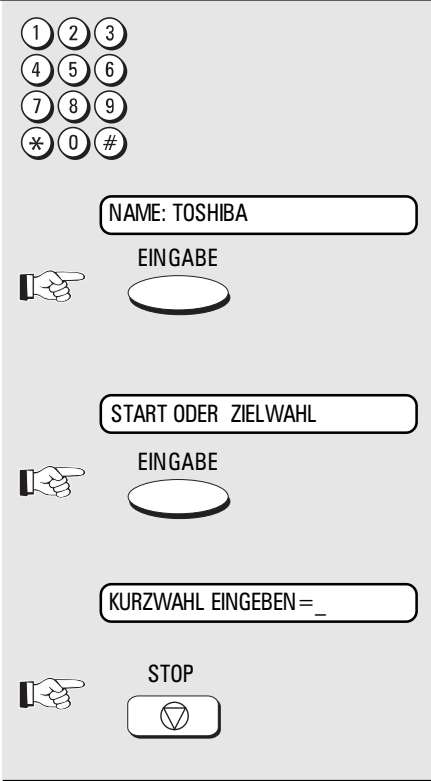 1 2 3
4 5 6
7 8 9
* 0 #
NAME: TOSHIBA
EINGABE
START ODER ZIELWAHL
EINGABE
KURZWAHL EINGEBEN=_
STOP